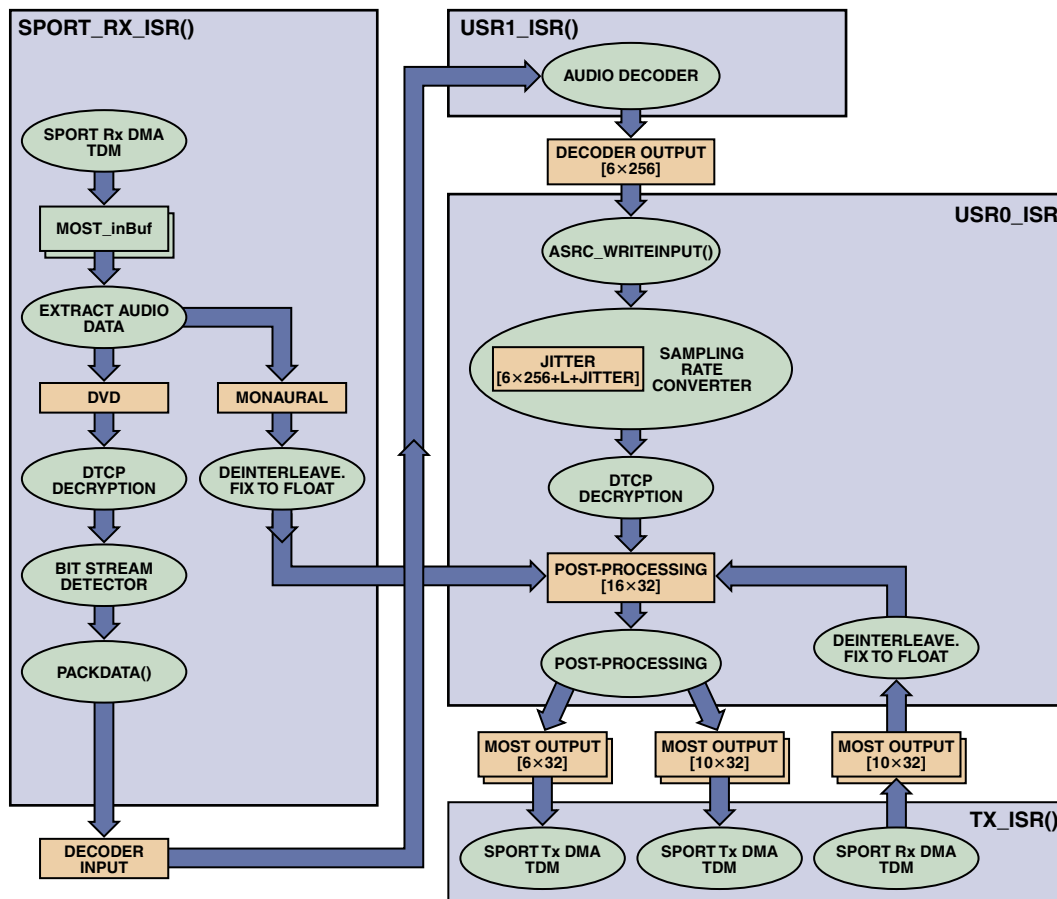 SPORT_RX_ISR()
SPORT Rx DMA
TDM
MOST_inBuf
EXTRACT AUDIO
DATA
DVD
MONAURAL
DTCP
DECRYPTION
DEINTERLEAVE.
FIX TO FLOAT
BIT STREAM
DETECTOR
PACKDATA()
DECODER
INPUT
USR1_ISR()
AUDIO DECODER
DECODER OUTPUT
[6×256]
USR0_ISR
ASRC_WRITEINPUT()
JITTER
[6×256+L+JITTER]
SAMPLING
RATE
CONVERTER
DTCP
DECRYPTION
POST-PROCESSING
[16×32]
POST-PROCESSING
DEINTERLEAVE.
FIX TO FLOAT
MOST OUTPUT
[6×32]
MOST OUTPUT
[10×32]
MOST OUTPUT
[10×32]
TX_ISR()
SPORT Tx DMA
TDM
SPORT Tx DMA
TDM
SPORT Rx DMA
TDM